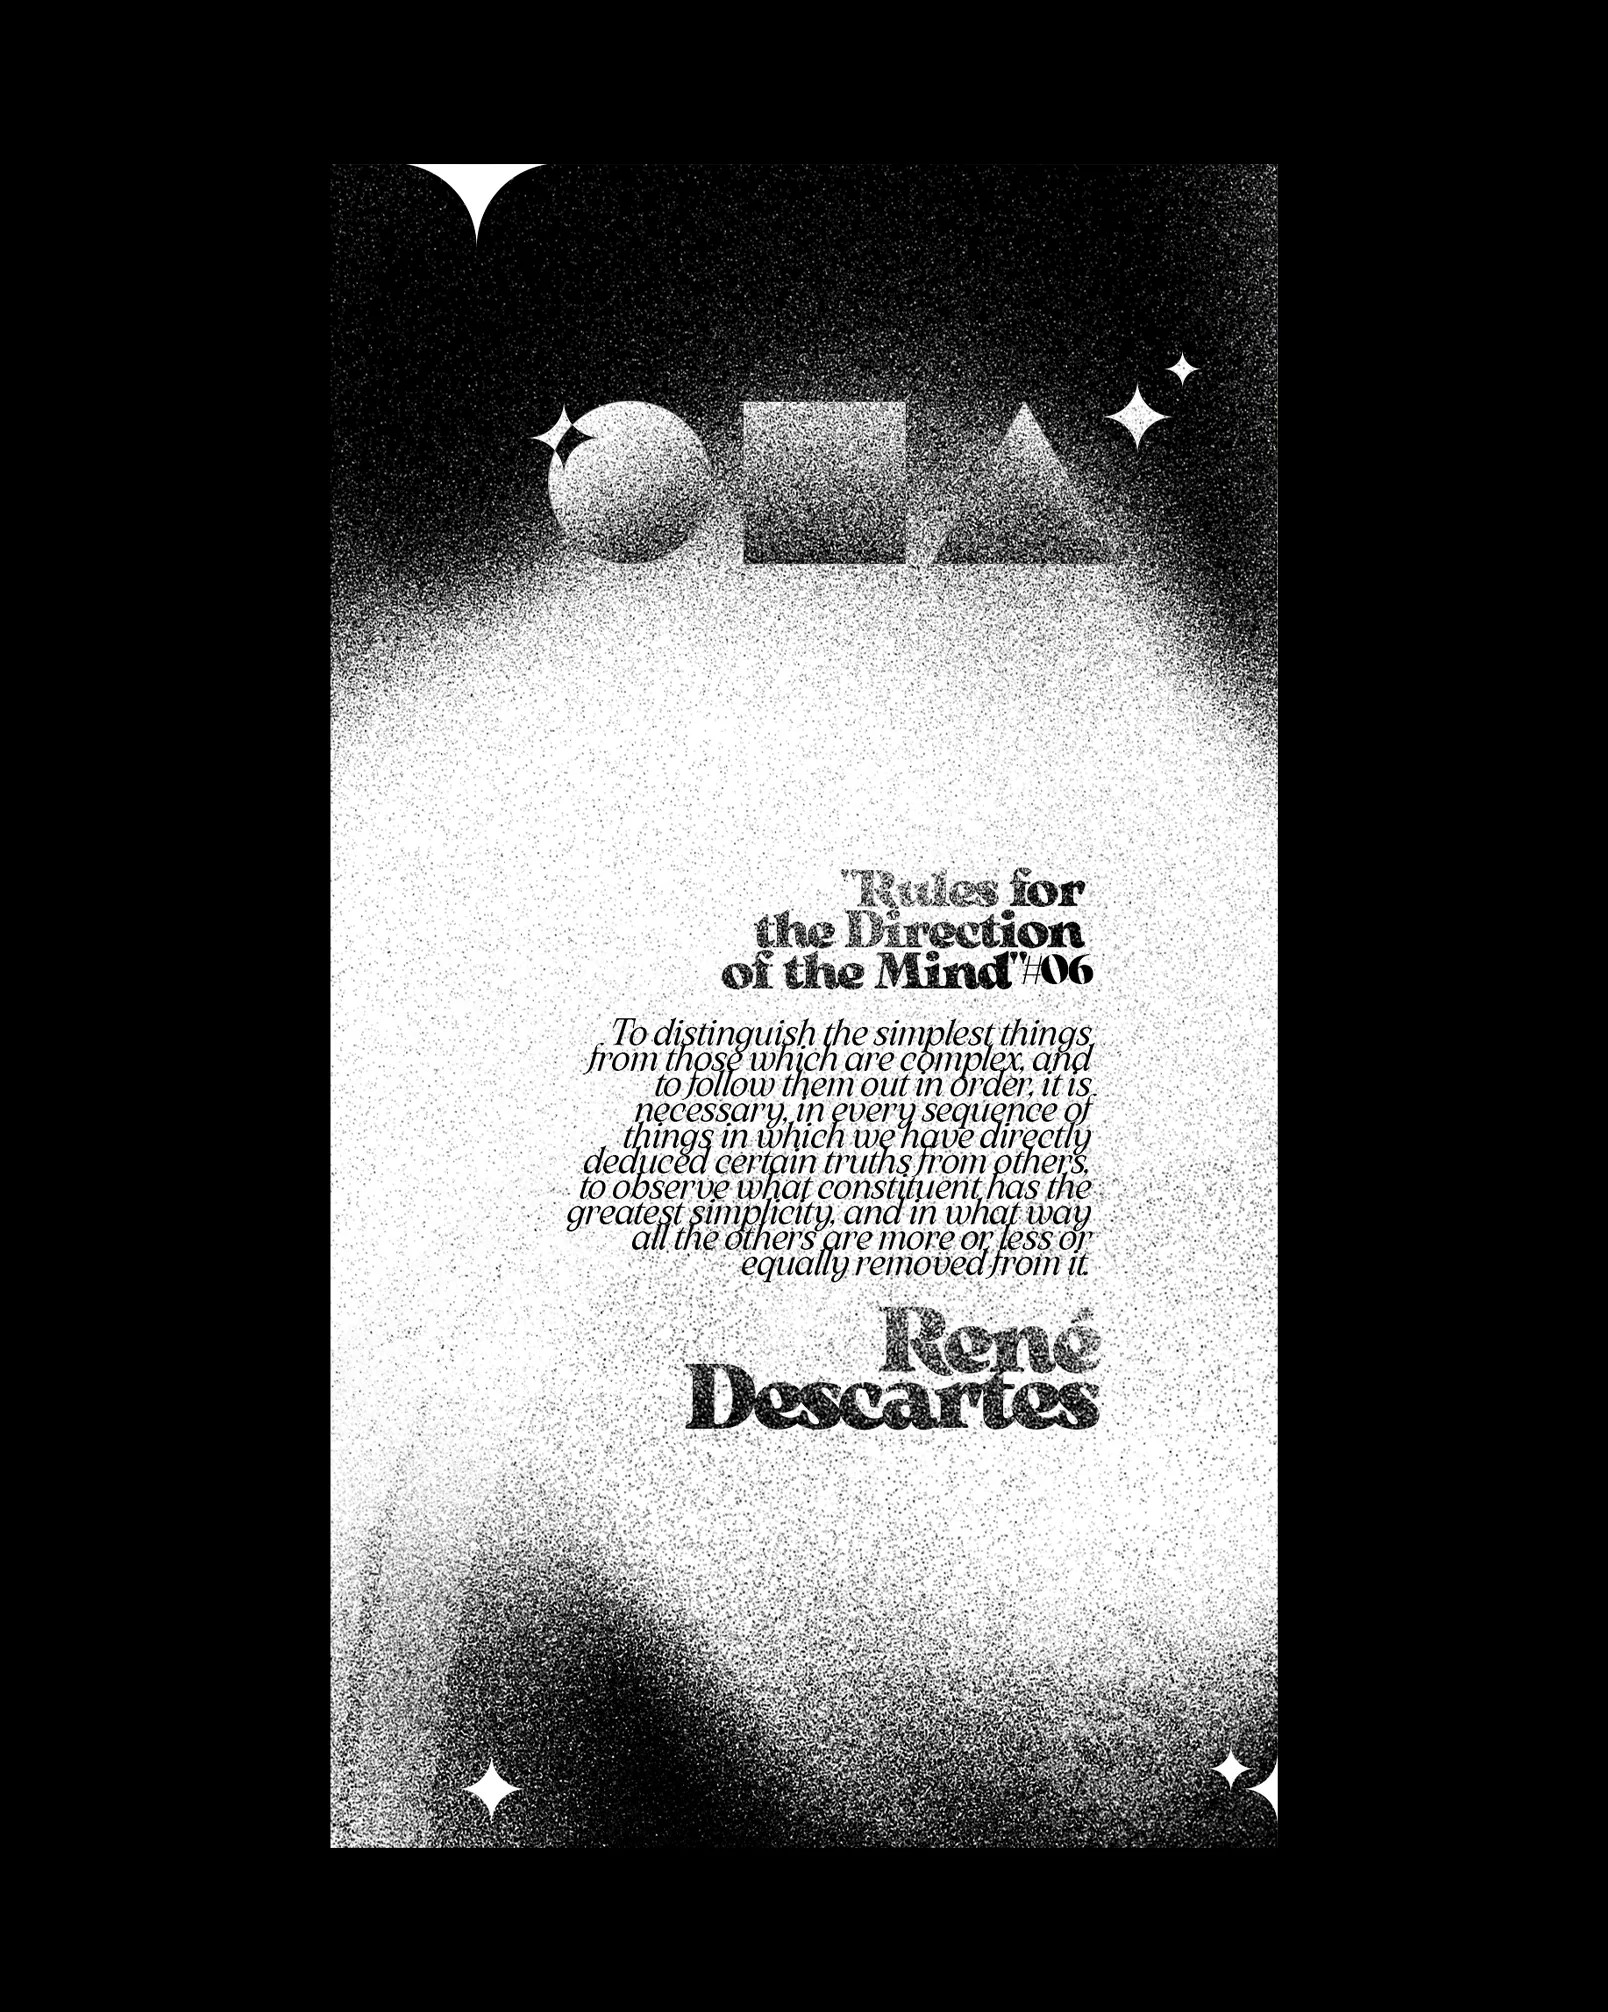 "Rules for
the Direction
of the Mind"#06
To distinguish the simplest things
from those which are complex, and
to follow them out in order, it is
necessary, in every sequence of
things in which we have directly
deduced certain truths from others,
to observe what constituent has the
greatest simplicity, and in what way
all the others are more or less or
equally removed from it.
René
Descartes